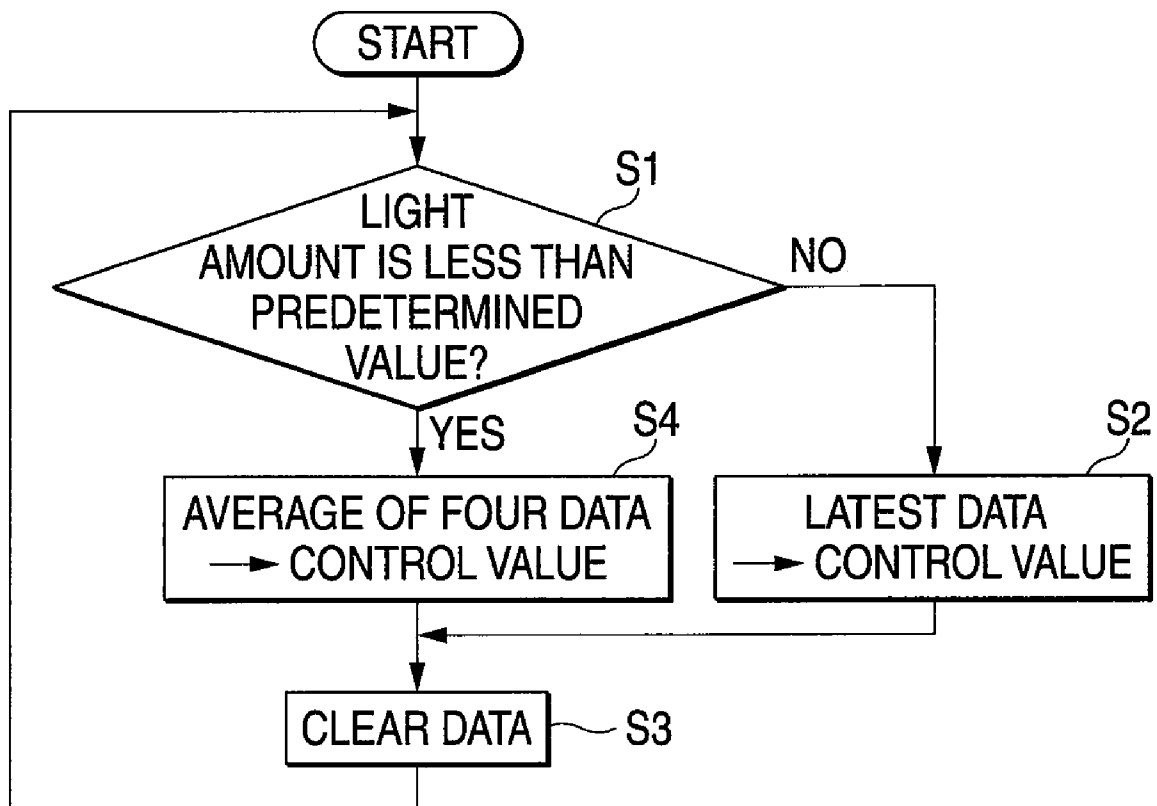 START
S1
LIGHT
AMOUNT IS LESS THAN
PREDETERMINED
VALUE?
NO
YES
S4
AVERAGE OF FOUR DATA
→ CONTROL VALUE
S2
LATEST DATA
→ CONTROL VALUE
CLEAR DATA
S3